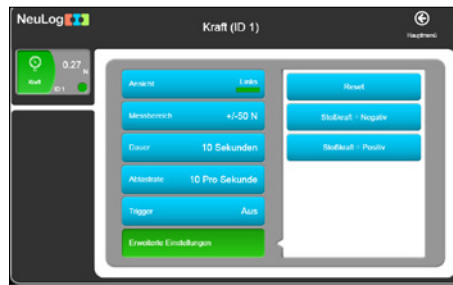 NeuLog
Kraft (ID 1)
Hauptmenü
0.27 N
Kraft
ID 1
Ansicht Links
Messbereich +/-50 N
Dauer 10 Sekunden
Abtastrate 10 Pro Sekunde
Trigger Aus
Erweiterte Einstellungen
Reset
Stoßkraft = Negativ
Stoßkraft = Positiv